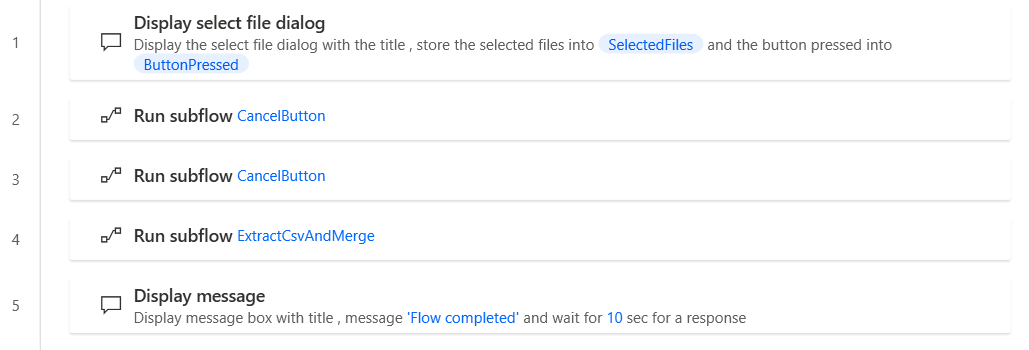 1
Display select file dialog
Display the select file dialog with the title , store the selected files into SelectedFiles and the button pressed into
ButtonPressed
2
Run subflow CancelButton
3
Run subflow CancelButton
4
Run subflow ExtractCsvAndMerge
5
Display message
Display message box with title , message 'Flow completed' and wait for 10 sec for a response